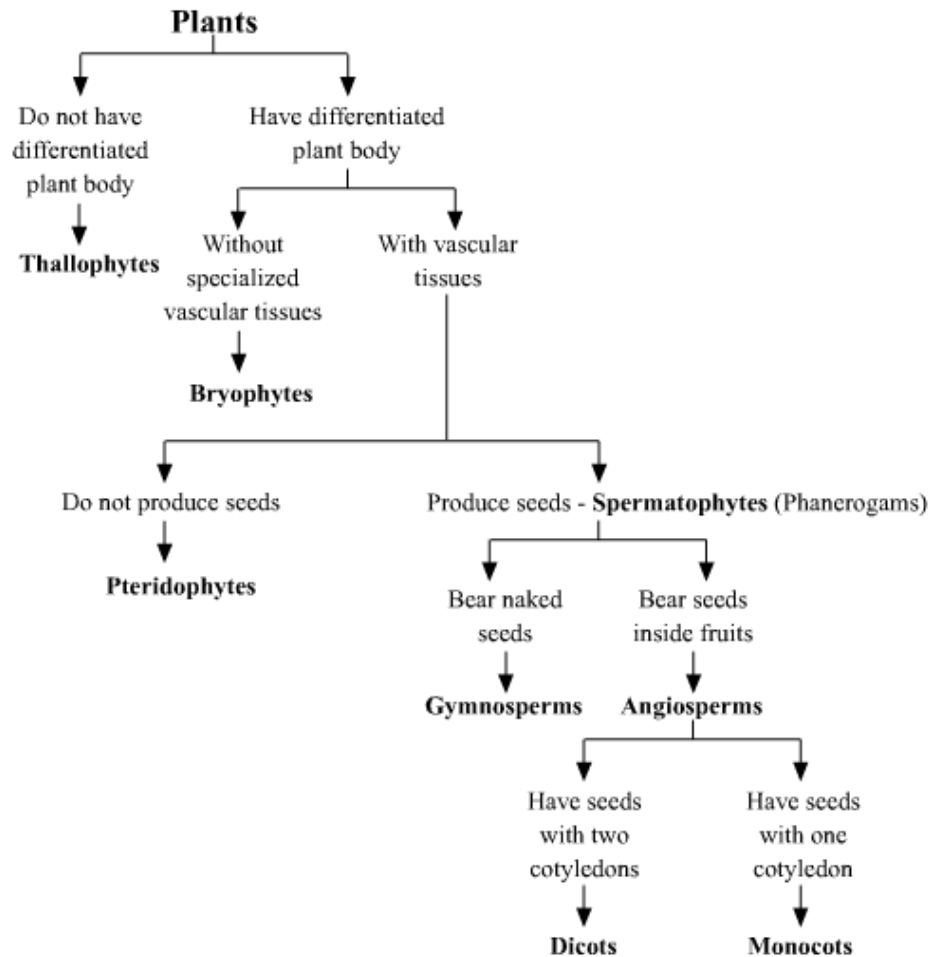 Plants
Do not have
differentiated
plant body
Have differentiated
plant body
Thallophytes
Without
specialized
vascular tissues
With vascular
tissues
Bryophytes
Do not produce seeds
Produce seeds - Spermatophytes (Phanerogams)
Pteridophytes
Bear naked
seeds
Bear seeds
inside fruits
Gymnosperms
Angiosperms
Have seeds
with two
cotyledons
Have seeds
with one
cotyledon
Dicots
Monocots